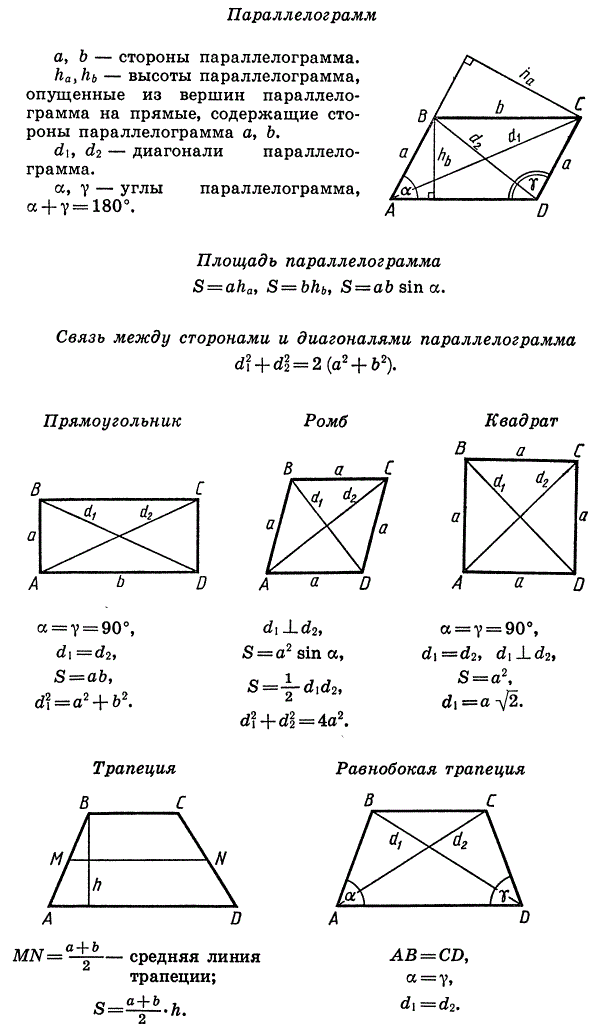 Параллелограмм
a, b — стороны параллелограмма.
hₐ, h_b — высоты параллелограмма,
опущенные из вершин параллело-
грамма на прямые, содержащие сто-
роны параллелограмма a, b.
d₁, d₂ — диагонали параллело-
грамма.
α, γ — углы параллелограмма,
α+γ=180°.
hₐ
B b C
a h_b d₂ d₁ a
α γ
A D
Площадь параллелограмма
S=ahₐ, S=bh_b, S=ab sin α.
Связь между сторонами и диагоналями параллелограмма
d₁²+d₂²=2 (a²+b²).
Прямоугольник
B C
d₁ d₂
a
A b D
α=γ=90°,
d₁=d₂,
S=ab,
d₁²=a²+b².
Ромб
B a C
d₁ d₂
a a
A a D
d₁⊥d₂,
S=a² sin α,
S=1/2 d₁d₂,
d₁²+d₂²=4a².
Квадрат
B a C
d₁ d₂
a a
A a D
α=γ=90°,
d₁=d₂, d₁⊥d₂,
S=a²,
d₁=a √2.
Трапеция
B C
M N
h
A D
MN=(a+b)/2 — средняя линия
трапеции;
S=(a+b)/2·h.
Равнобокая трапеция
B C
d₁ d₂
α γ
A D
AB=CD,
α=γ,
d₁=d₂.